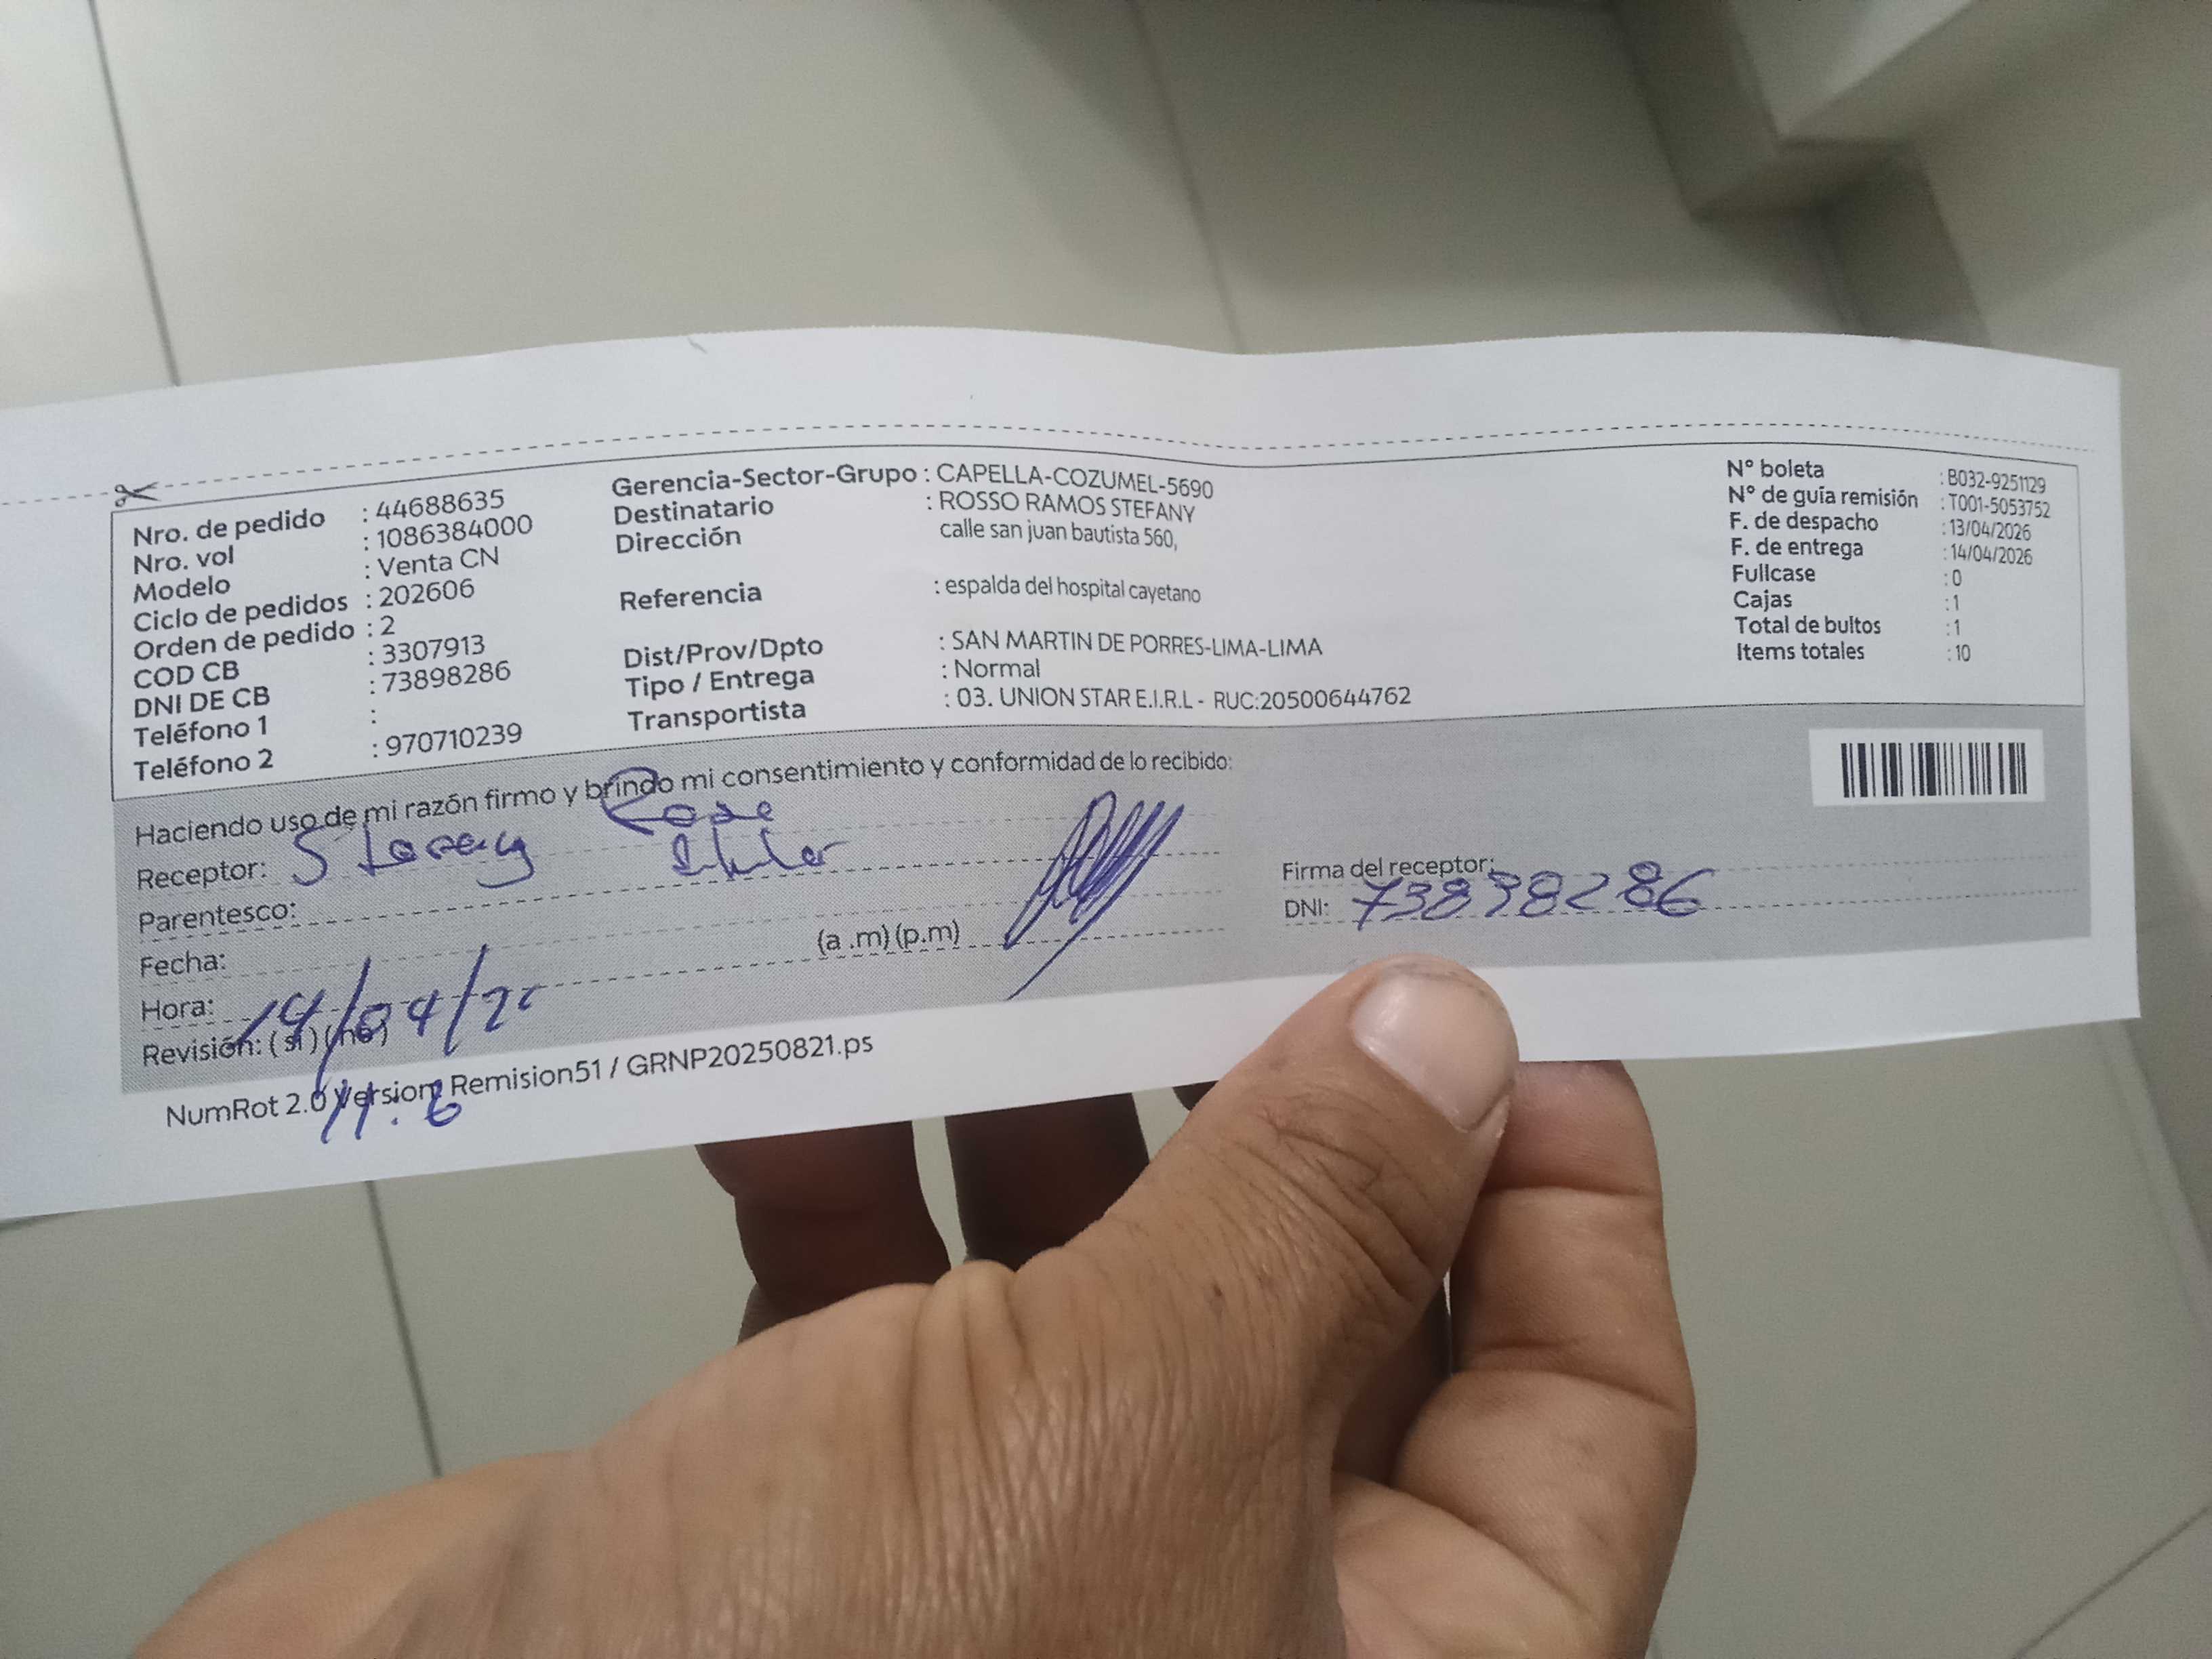 Nro. de pedido : 44688635
Nro. vol : 1086384000
Modelo : Venta CN
Ciclo de pedidos : 202606
Orden de pedido : 2
COD CB : 3307913
DNI DE CB : 73898286
Teléfono 1 :
Teléfono 2 : 970710239
Gerencia-Sector-Grupo : CAPELLA-COZUMEL-5690
Destinatario : ROSSO RAMOS STEFANY
Dirección calle san juan bautista 560,
Referencia : espalda del hospital cayetano
Dist/Prov/Dpto : SAN MARTIN DE PORRES-LIMA-LIMA
Tipo / Entrega : Normal
Transportista : 03. UNION STAR E.I.R.L - RUC:20500644762
N° boleta : B032-9251129
N° de guía remisión : T001-5053752
F. de despacho : 13/04/2026
F. de entrega : 14/04/2026
Fullcase : 0
Cajas : 1
Total de bultos : 1
Items totales : 10
Haciendo uso de mi razón firmo y brindo mi consentimiento y conformidad de lo recibido:
Receptor:
Parentesco:
Fecha:
Hora: (a .m) (p.m)
14/04/
Revisión: (si) (no)
Firma del receptor:
DNI: 73898286
NumRot 2.0 Version Remision51 / GRNP20250821.ps